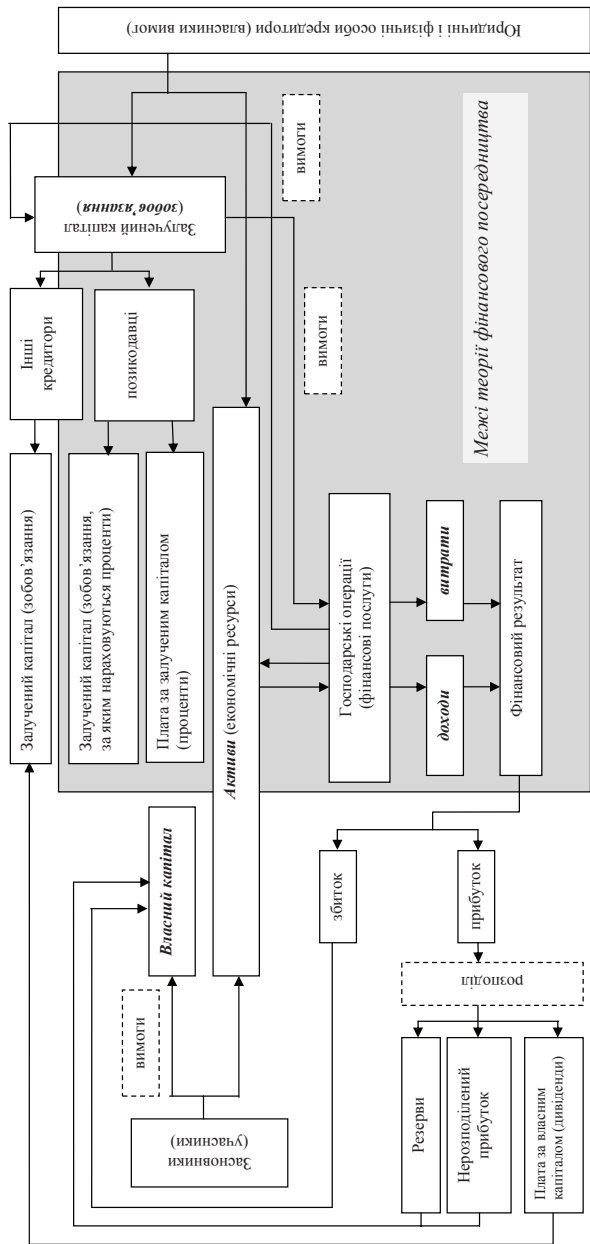 Юридичні і фізичні особи кредитори (власники вимог)
вимоги
Залучений капітал
(зобов’язання)
вимоги
Межі теорії фінансового посередництва
Інші
кредитори
позикодавці
Залучений капітал (зобов’язання)
Залучений капітал (зобов’язання,
за яким нараховуються проценти)
Плата за залученим капіталом
(проценти)
Активи (економічні ресурси)
Господарські операції
(фінансові послуги)
доходи
витрати
Фінансовий результат
Власний капітал
вимоги
Засновники
(учасники)
збиток
прибуток
розподіл
Резерви
Нерозподілений
прибуток
Плата за власним
капіталом (дивіденди)